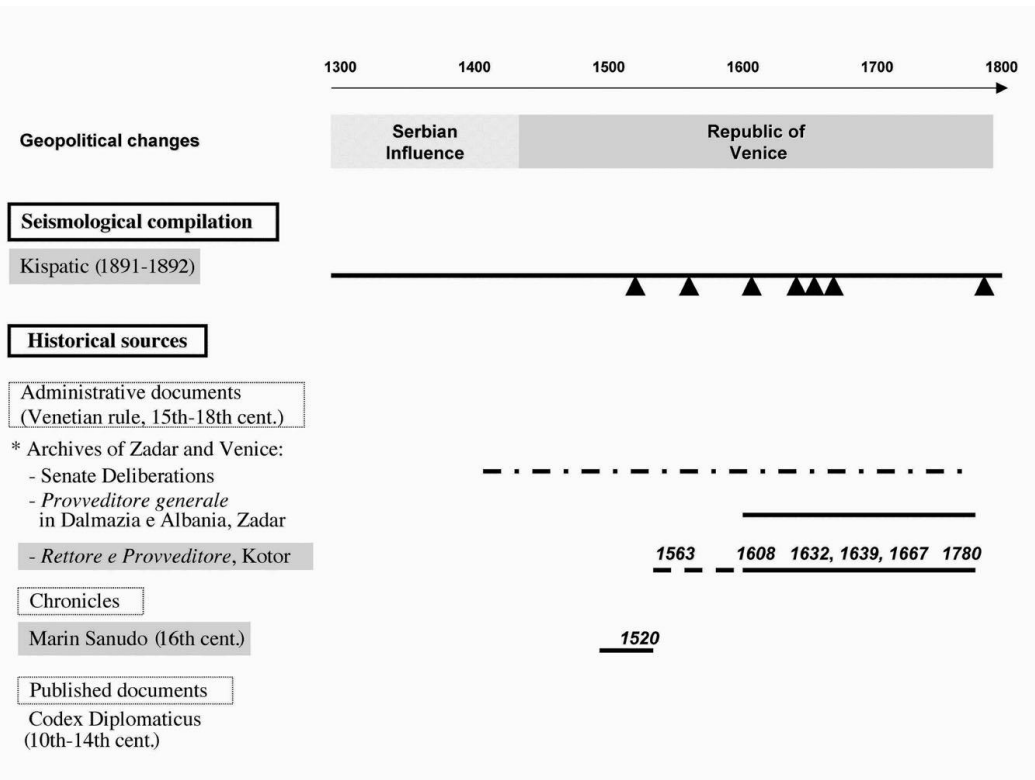 1300 1400 1500 1600 1700 1800
Geopolitical changes
Serbian
Influence
Republic of
Venice
Seismological compilation
Kispatic (1891-1892)
Historical sources
Administrative documents
(Venetian rule, 15th-18th cent.)
* Archives of Zadar and Venice:
- Senate Deliberations
- Provveditore generale
in Dalmazia e Albania, Zadar
- Rettore e Provveditore, Kotor
1563 1608 1632, 1639, 1667 1780
Chronicles
Marin Sanudo (16th cent.)
1520
Published documents
Codex Diplomaticus
(10th-14th cent.)